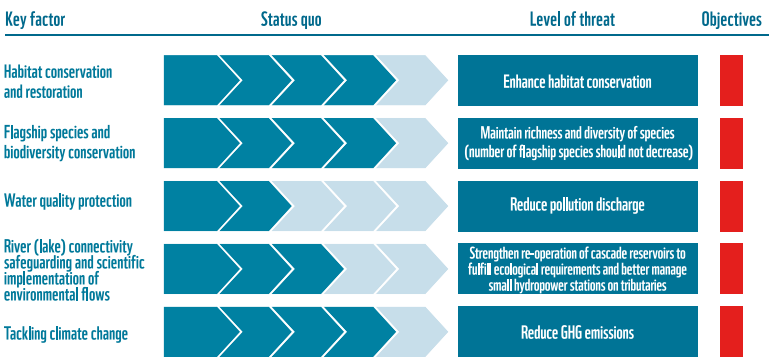 Key factor Status quo Level of threat Objectives
Habitat conservation
and restoration
Enhance habitat conservation
Flagship species and
biodiversity conservation
Maintain richness and diversity of species
(number of flagship species should not decrease)
Water quality protection
Reduce pollution discharge
River (lake) connectivity
safeguarding and scientific
implementation of
environmental flows
Strengthen re-operation of cascade reservoirs to
fulfill ecological requirements and better manage
small hydropower stations on tributaries
Tackling climate change
Reduce GHG emissions